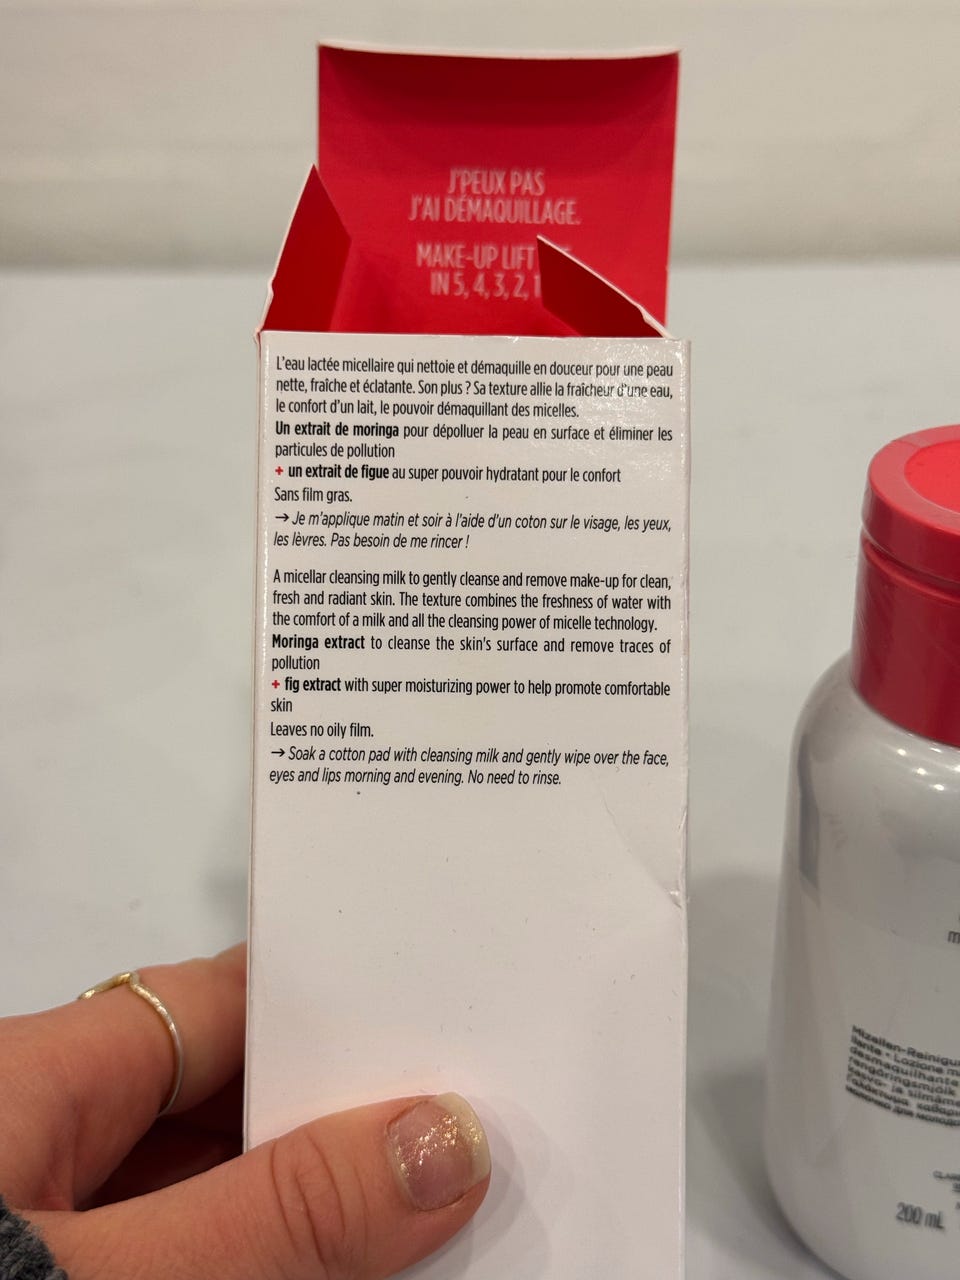 J'PEUX PAS
J'AI DÉMAQUILLAGE.
MAKE-UP LIFT
IN 5, 4, 3, 2, 1
L'eau lactée micellaire qui nettoie et démaquille en douceur pour une peau
nette, fraîche et éclatante. Son plus ? Sa texture allie la fraîcheur d'une eau,
le confort d'un lait, le pouvoir démaquillant des micelles.
Un extrait de moringa pour dépolluer la peau en surface et éliminer les
particules de pollution
+ un extrait de figue au super pouvoir hydratant pour le confort
Sans film gras.
→ Je m'applique matin et soir à l'aide d'un coton sur le visage, les yeux,
les lèvres. Pas besoin de me rincer !
A micellar cleansing milk to gently cleanse and remove make-up for clean,
fresh and radiant skin. The texture combines the freshness of water with
the comfort of a milk and all the cleansing power of micelle technology.
Moringa extract to cleanse the skin's surface and remove traces of
pollution
+ fig extract with super moisturizing power to help promote comfortable
skin
Leaves no oily film.
→ Soak a cotton pad with cleansing milk and gently wipe over the face,
eyes and lips morning and evening. No need to rinse.
Mizellen-Reinigu
llante • Lozione m
desmaquilhante
rengöringsmjölk
kasvo- ja silmäme
200 mL